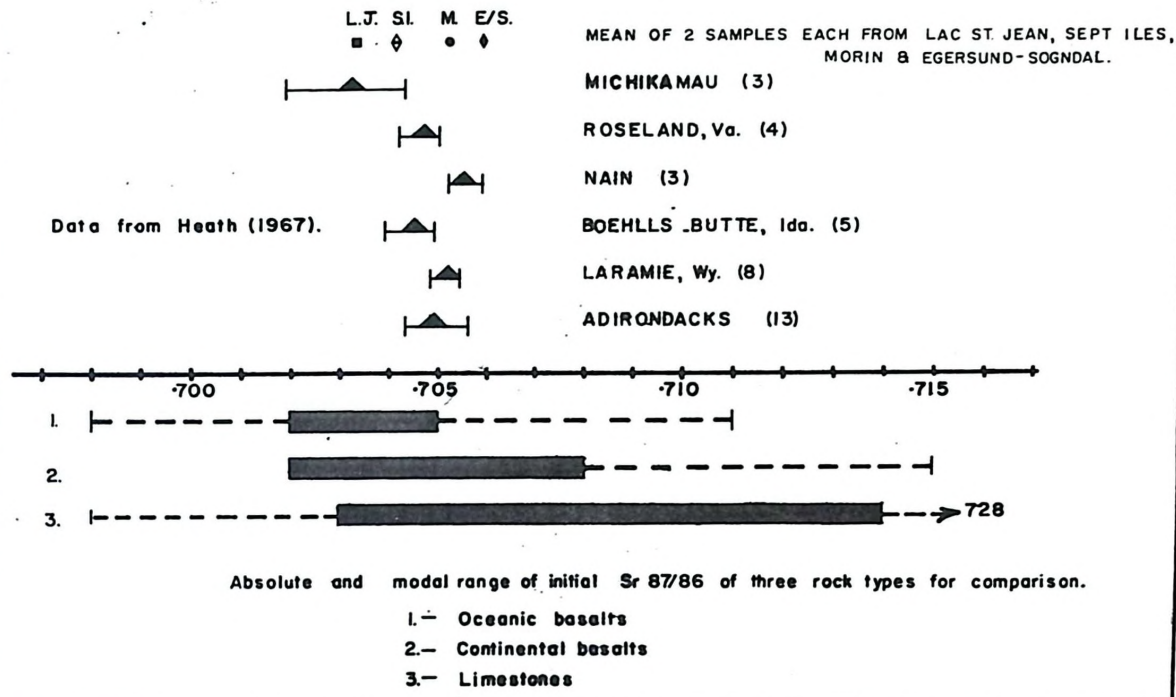 L.J. S.I. M. E/S.
MEAN OF 2 SAMPLES EACH FROM LAC ST. JEAN, SEPT ILES,
MORIN & EGERSUND-SOGNDAL.
MICHIKAMAU (3)
ROSELAND, Va. (4)
NAIN (3)
Data from Heath (1967).
BOEHLLS BUTTE, Ida. (5)
LARAMIE, Wy. (8)
ADIRONDACKS (13)
.700 .705 .710 .715
1.
2.
3. 728
Absolute and modal range of initial Sr 87/86 of three rock types for comparison.
1.— Oceanic basalts
2.— Continental basalts
3.— Limestones